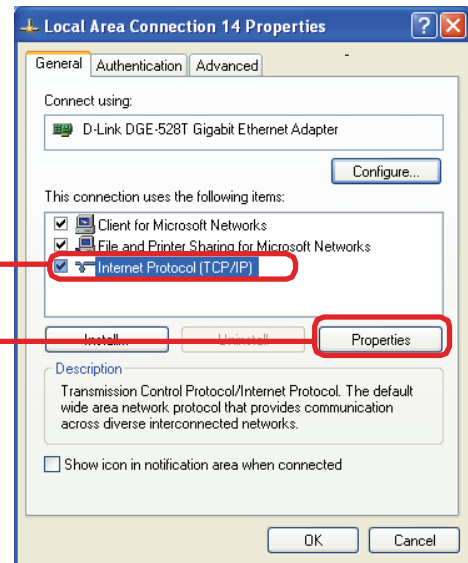 Local Area Connection 14 Properties
General Authentication Advanced
Connect using:
D-Link DGE-528T Gigabit Ethernet Adapter
Configure...
This connection uses the following items:
Client for Microsoft Networks
File and Printer Sharing for Microsoft Networks
Internet Protocol (TCP/IP)
Install... Uninstall Properties
Description
Transmission Control Protocol/Internet Protocol. The default
wide area network protocol that provides communication
across diverse interconnected networks.
Show icon in notification area when connected
OK Cancel